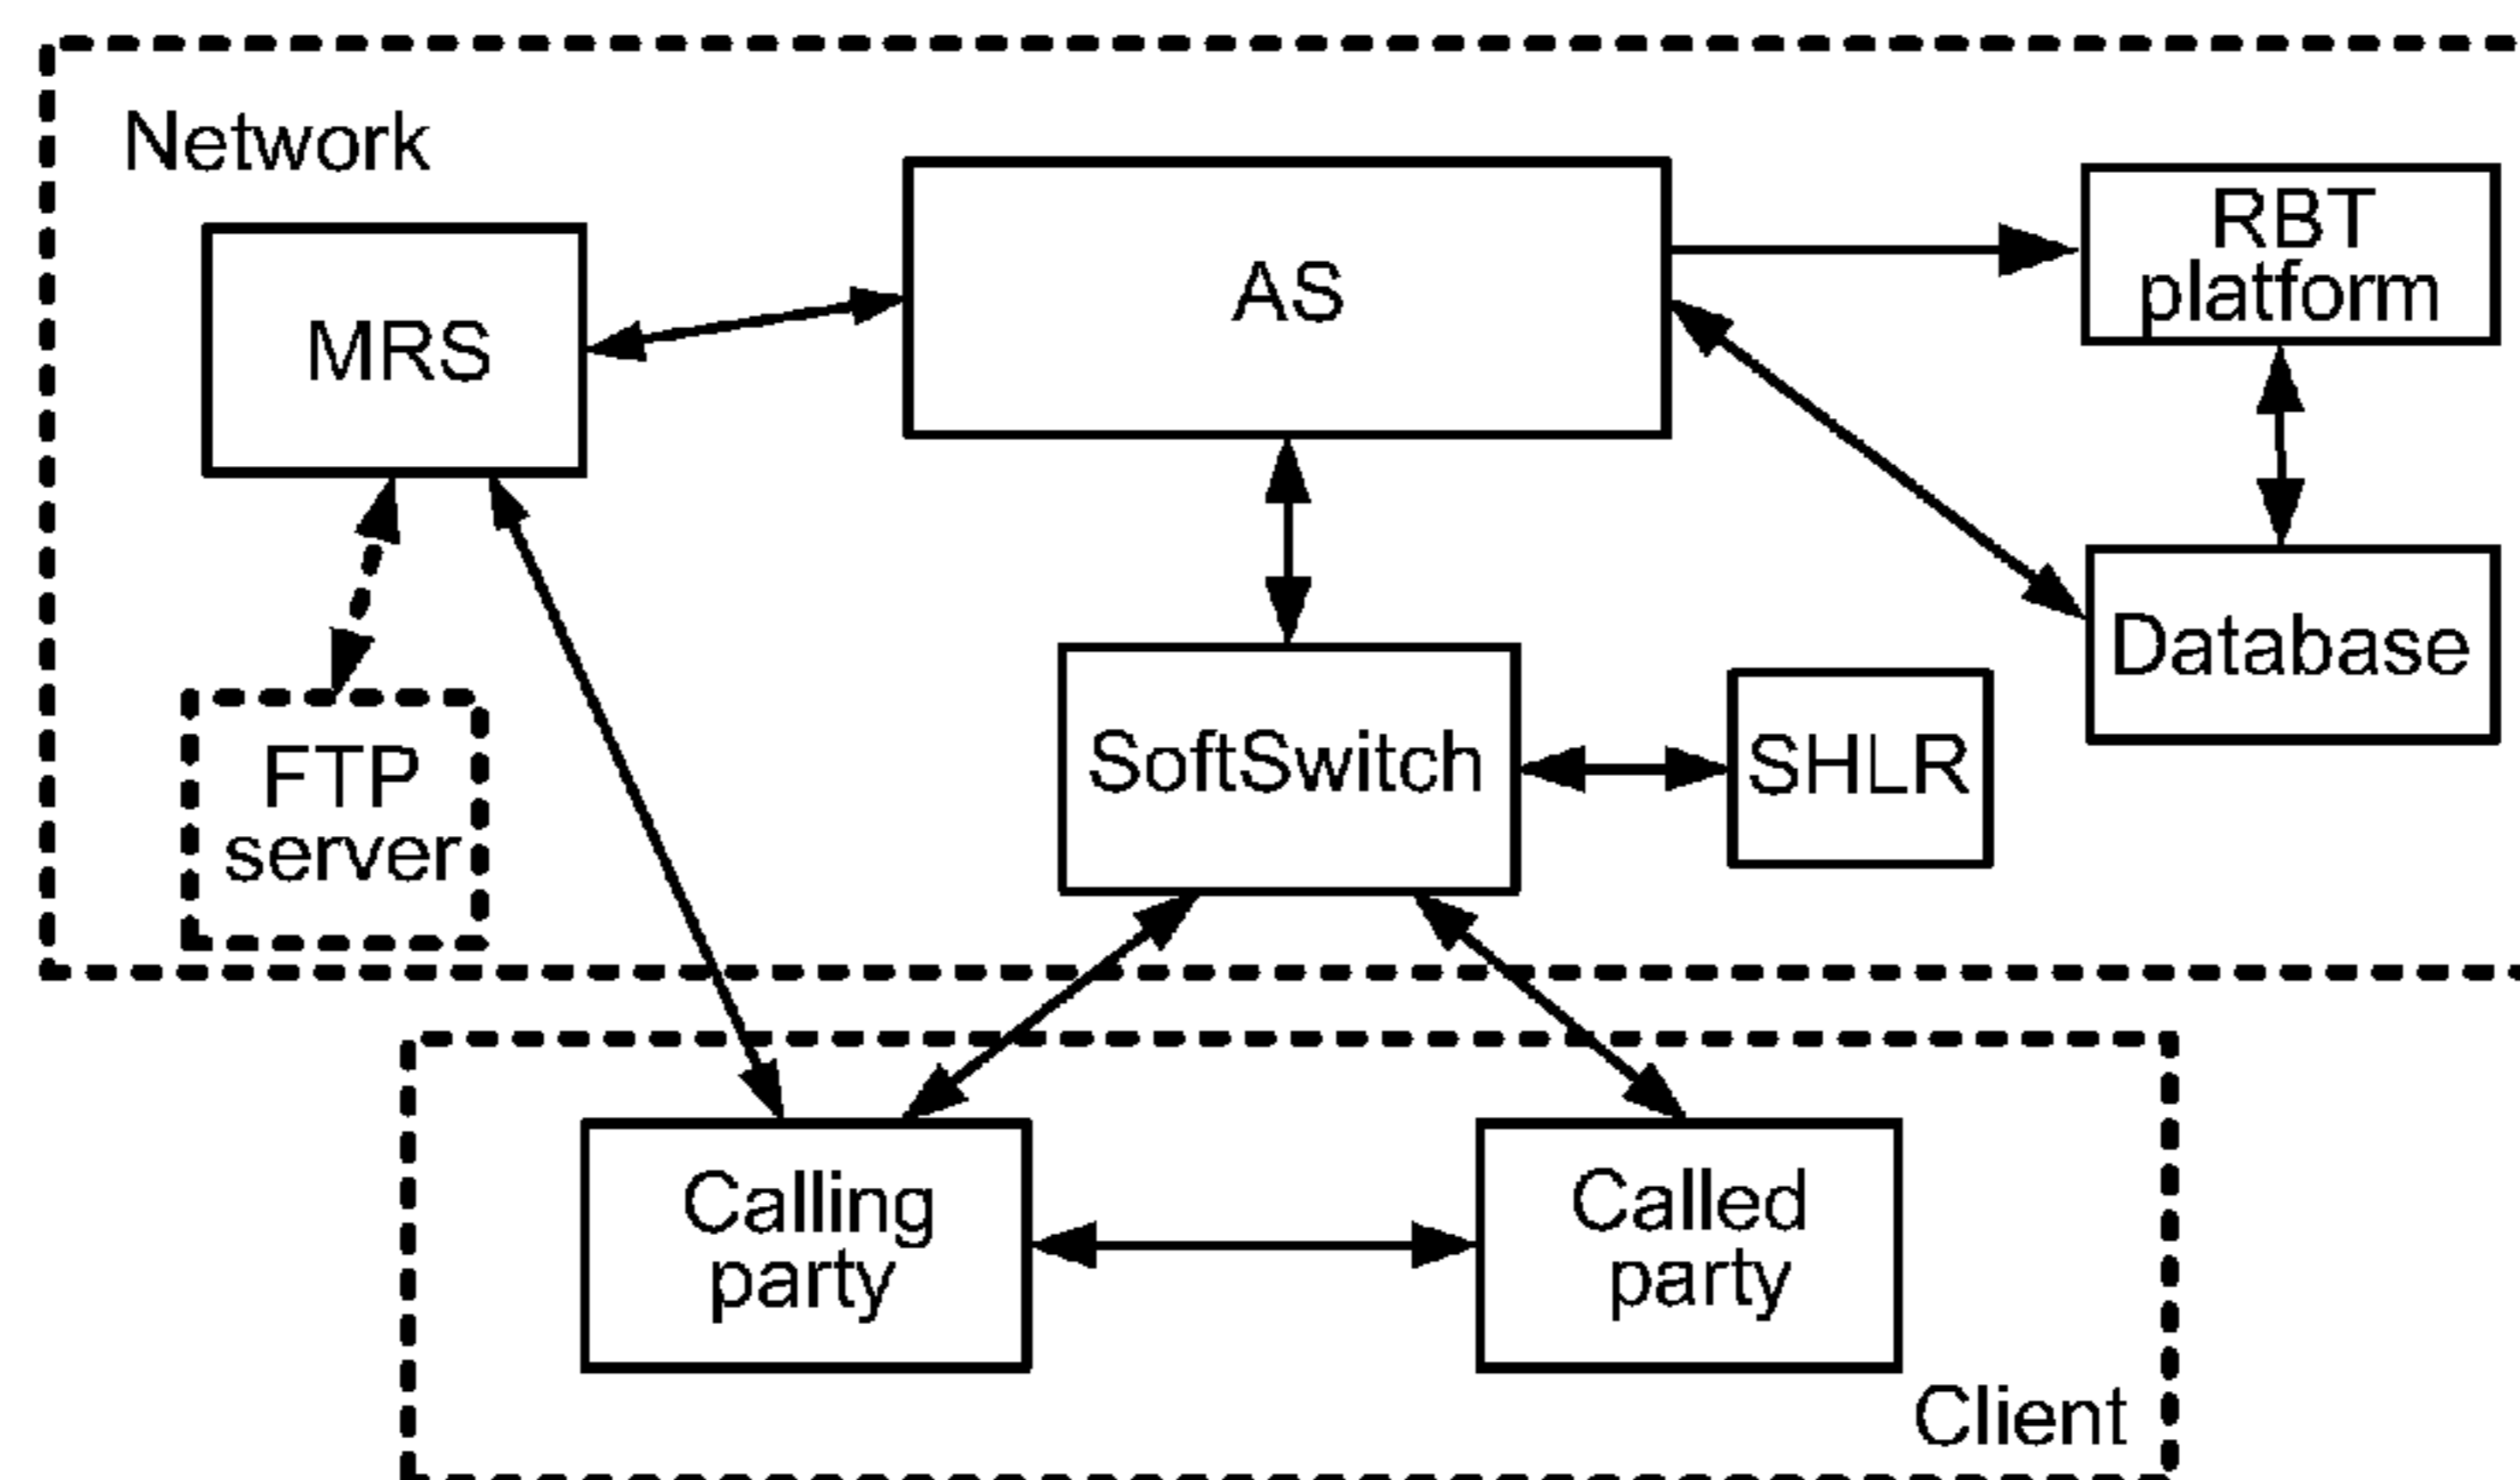 Network
MRS
AS
RBT
platform
Database
FTP
server
SoftSwitch
SHLR
Calling
party
Called
party
Client